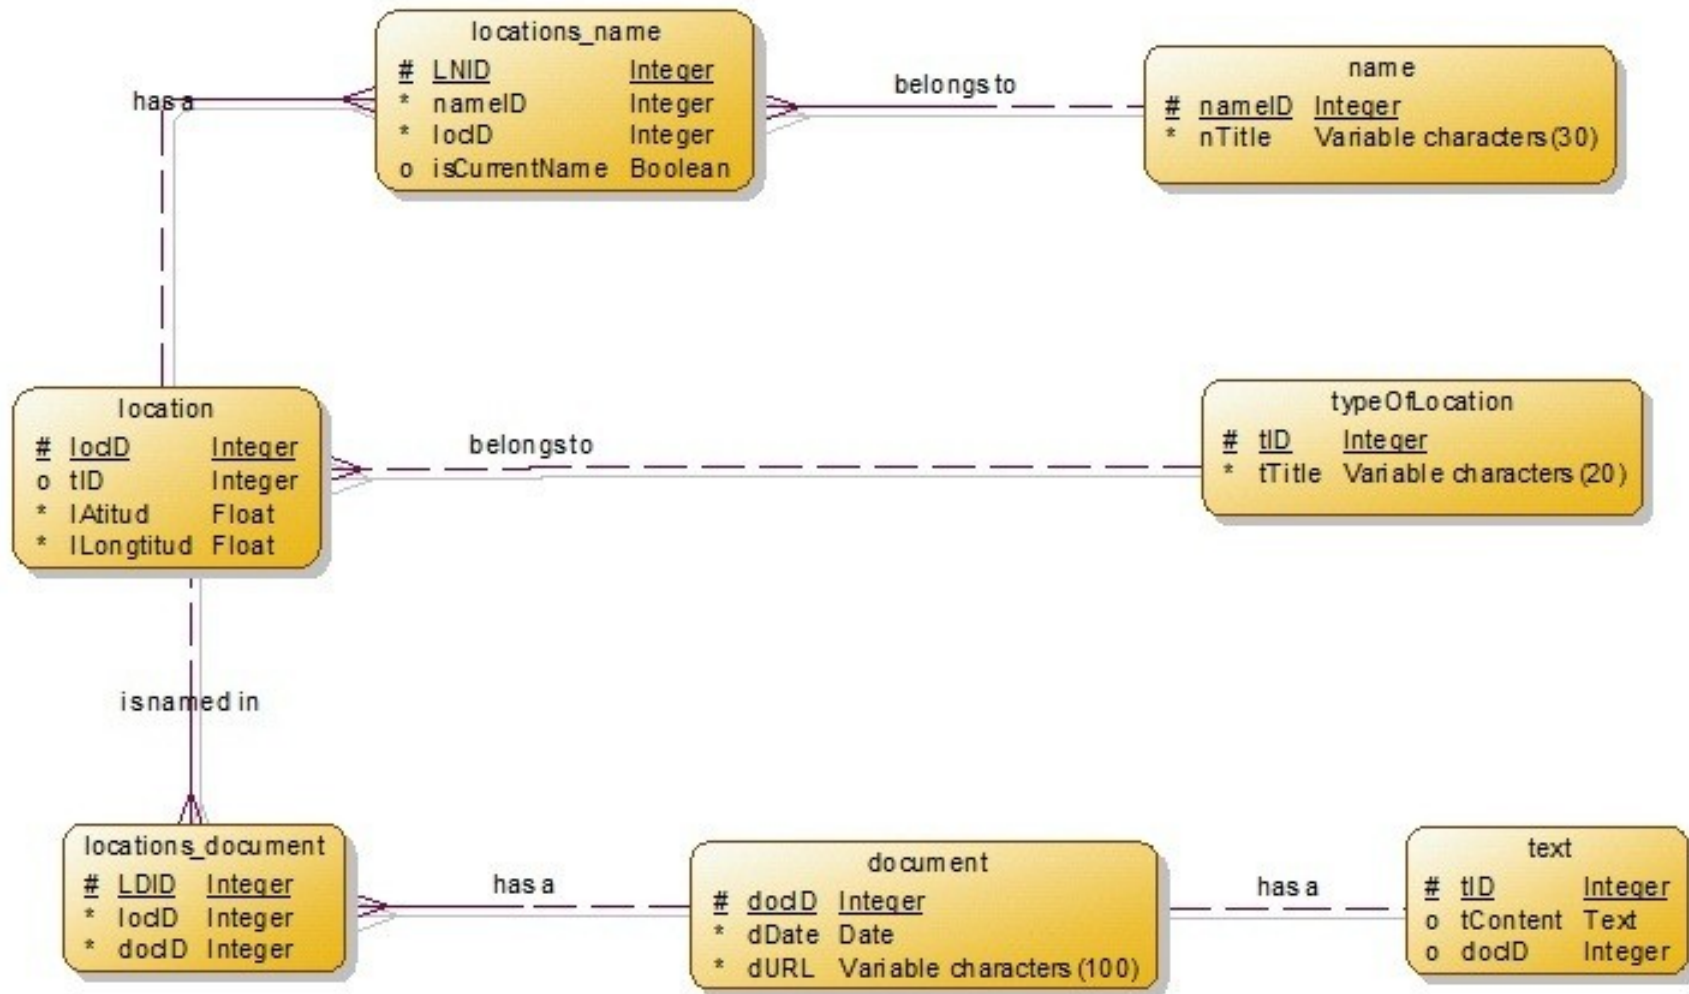 locations_name
# LNID Integer
* nameID Integer
* locID Integer
o isCurrentName Boolean
has a
belongs to
name
# nameID Integer
* nTitle Variable characters (30)
location
# locID Integer
o tID Integer
* lAtitud Float
* lLongtitud Float
belongs to
typeOfLocation
# tID Integer
* tTitle Variable characters (20)
is named in
locations_document
# LDID Integer
* locID Integer
* docID Integer
has a
document
# docID Integer
* dDate Date
* dURL Variable characters (100)
has a
text
# tID Integer
o tContent Text
o docID Integer